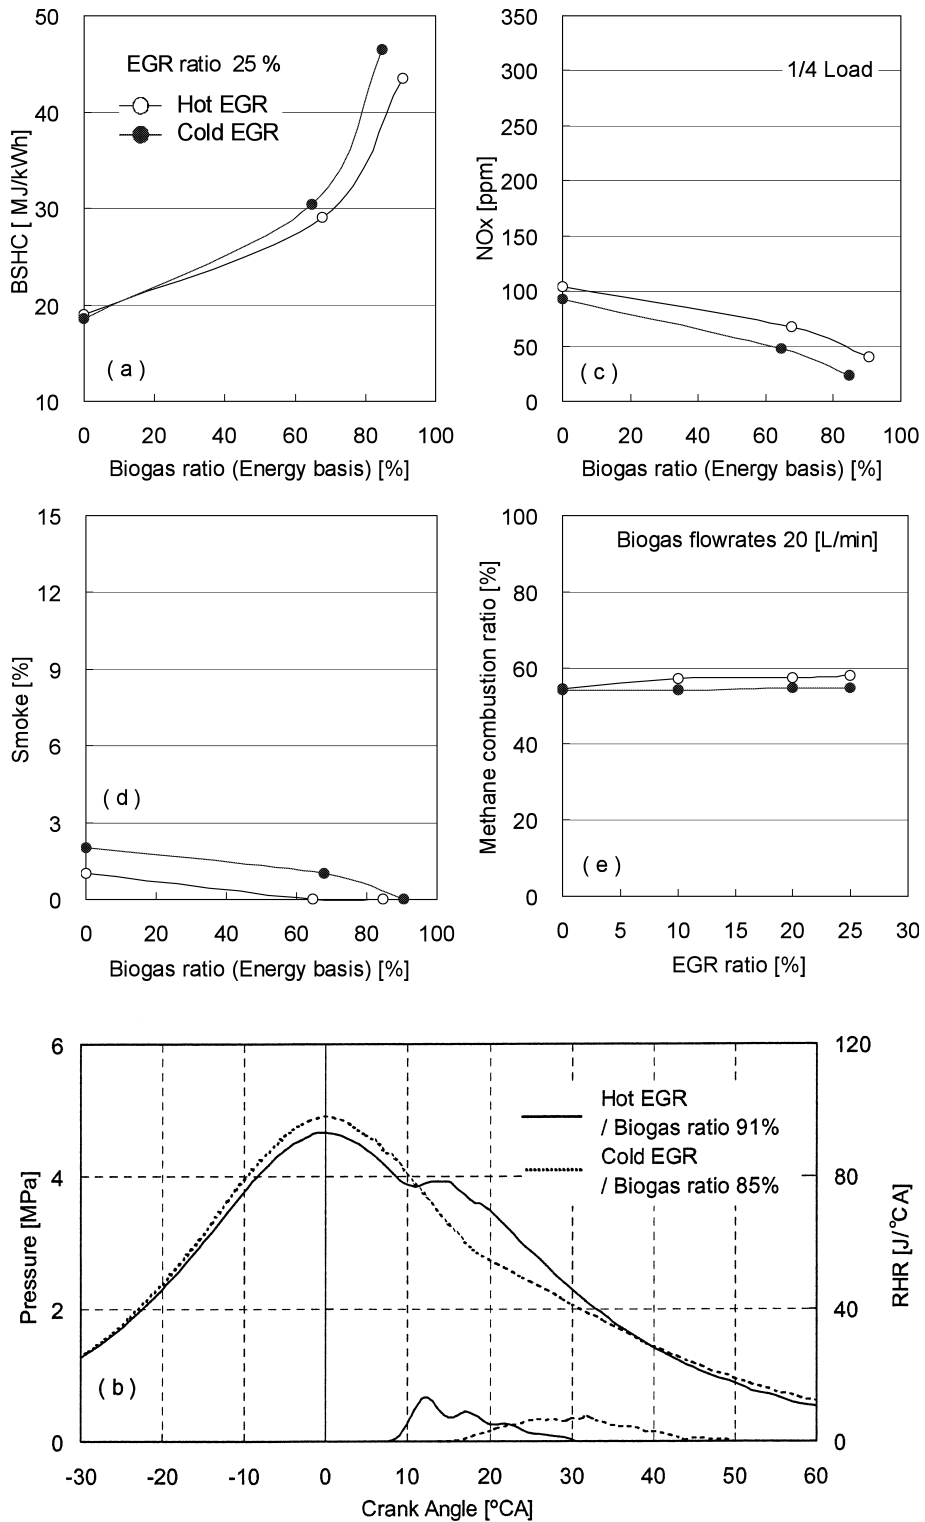 50
40
30
20
10
BSHC [ MJ/kWh]
EGR ratio 25 %
Hot EGR
Cold EGR
( a )
0 20 40 60 80 100
Biogas ratio (Energy basis) [%]
350
300
250
200
150
100
50
0
NOx [ppm]
1/4 Load
( c )
0 20 40 60 80 100
Biogas ratio (Energy basis) [%]
15
12
9
6
3
0
Smoke [%]
( d )
0 20 40 60 80 100
Biogas ratio (Energy basis) [%]
100
80
60
40
20
0
Methane combustion ratio [%]
Biogas flowrates 20 [L/min]
( e )
0 5 10 15 20 25 30
EGR ratio [%]
6
4
2
0
Pressure [MPa]
Hot EGR
/ Biogas ratio 91%
Cold EGR
/ Biogas ratio 85%
( b )
120
80
40
0
RHR [J/°CA]
-30 -20 -10 0 10 20 30 40 50 60
Crank Angle [ºCA]